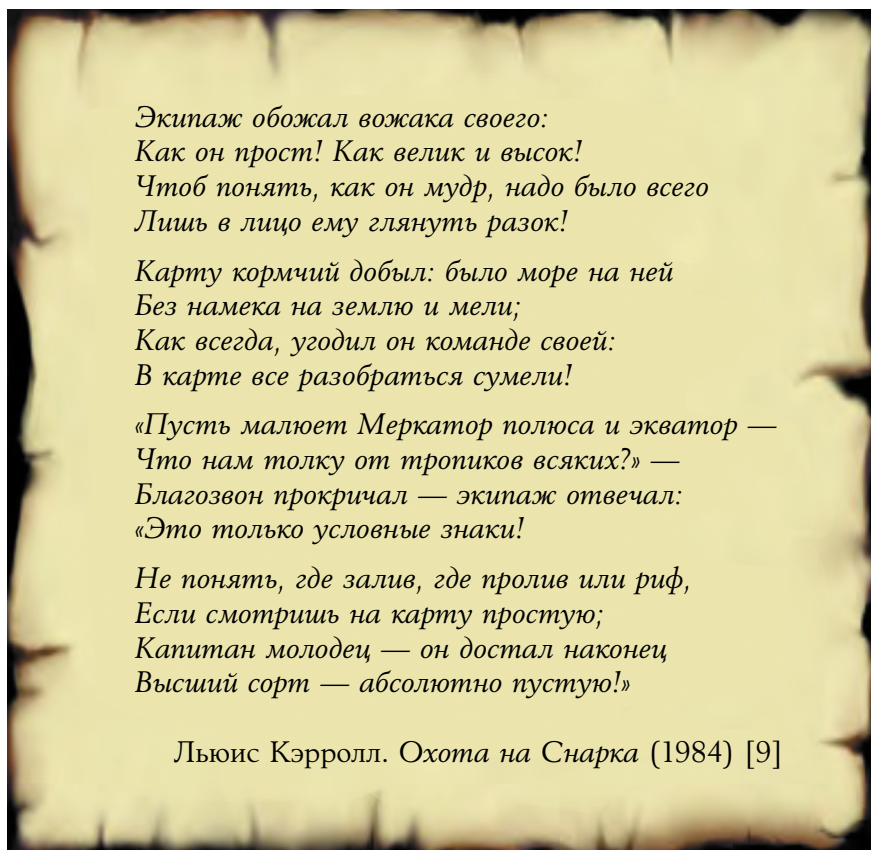 Экипаж обожал вожака своего:
Как он прост! Как велик и высок!
Чтоб понять, как он мудр, надо было всего
Лишь в лицо ему глянуть разок!
Карту кормчий добыл: было море на ней
Без намека на землю и мели;
Как всегда, угодил он команде своей:
В карте все разобраться сумели!
«Пусть малюет Меркатор полюса и экватор —
Что нам толку от тропиков всяких?» —
Благозвон прокричал — экипаж отвечал:
«Это только условные знаки!
Не понять, где залив, где пролив или риф,
Если смотришь на карту простую;
Капитан молодец — он достал наконец
Высший сорт — абсолютно пустую!»
Льюис Кэрролл. Охота на Снарка (1984) [9]